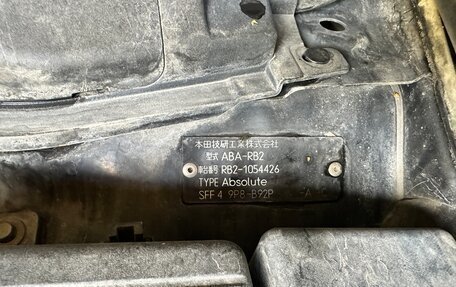 本田技研工業株式会社
型式 ABA-RB2
車台番号 RB2-1054426
TYPE Absolute
SFF 4 9P8-B92P